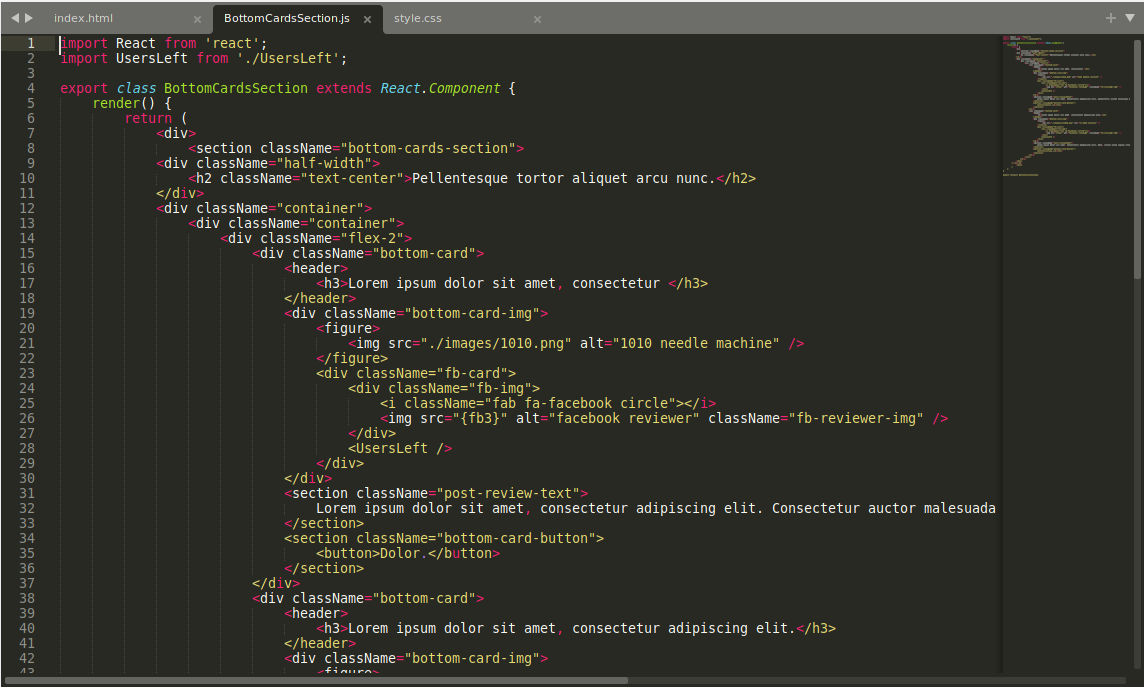 index.html × BottomCardsSection.js × style.css ×
1 import React from 'react';
2 import UsersLeft from './UsersLeft';
3
4 export class BottomCardsSection extends React.Component {
5 render() {
6 return (
7 <div>
8 <section className="bottom-cards-section">
9 <div className="half-width">
10 <h2 className="text-center">Pellentesque tortor aliquet arcu nunc.</h2>
11 </div>
12 <div className="container">
13 <div className="container">
14 <div className="flex-2">
15 <div className="bottom-card">
16 <header>
17 <h3>Lorem ipsum dolor sit amet, consectetur </h3>
18 </header>
19 <div className="bottom-card-img">
20 <figure>
21 <img src="./images/1010.png" alt="1010 needle machine" />
22 </figure>
23 <div className="fb-card">
24 <div className="fb-img">
25 <i className="fab fa-facebook circle"></i>
26 <img src="{fb3}" alt="facebook reviewer" className="fb-reviewer-img" />
27 </div>
28 <UsersLeft />
29 </div>
30 </div>
31 <section className="post-review-text">
32 Lorem ipsum dolor sit amet, consectetur adipiscing elit. Consectetur auctor malesuada
33 </section>
34 <section className="bottom-card-button">
35 <button>Dolor.</button>
36 </section>
37 </div>
38 <div className="bottom-card">
39 <header>
40 <h3>Lorem ipsum dolor sit amet, consectetur adipiscing elit.</h3>
41 </header>
42 <div className="bottom-card-img">
43 <figure>